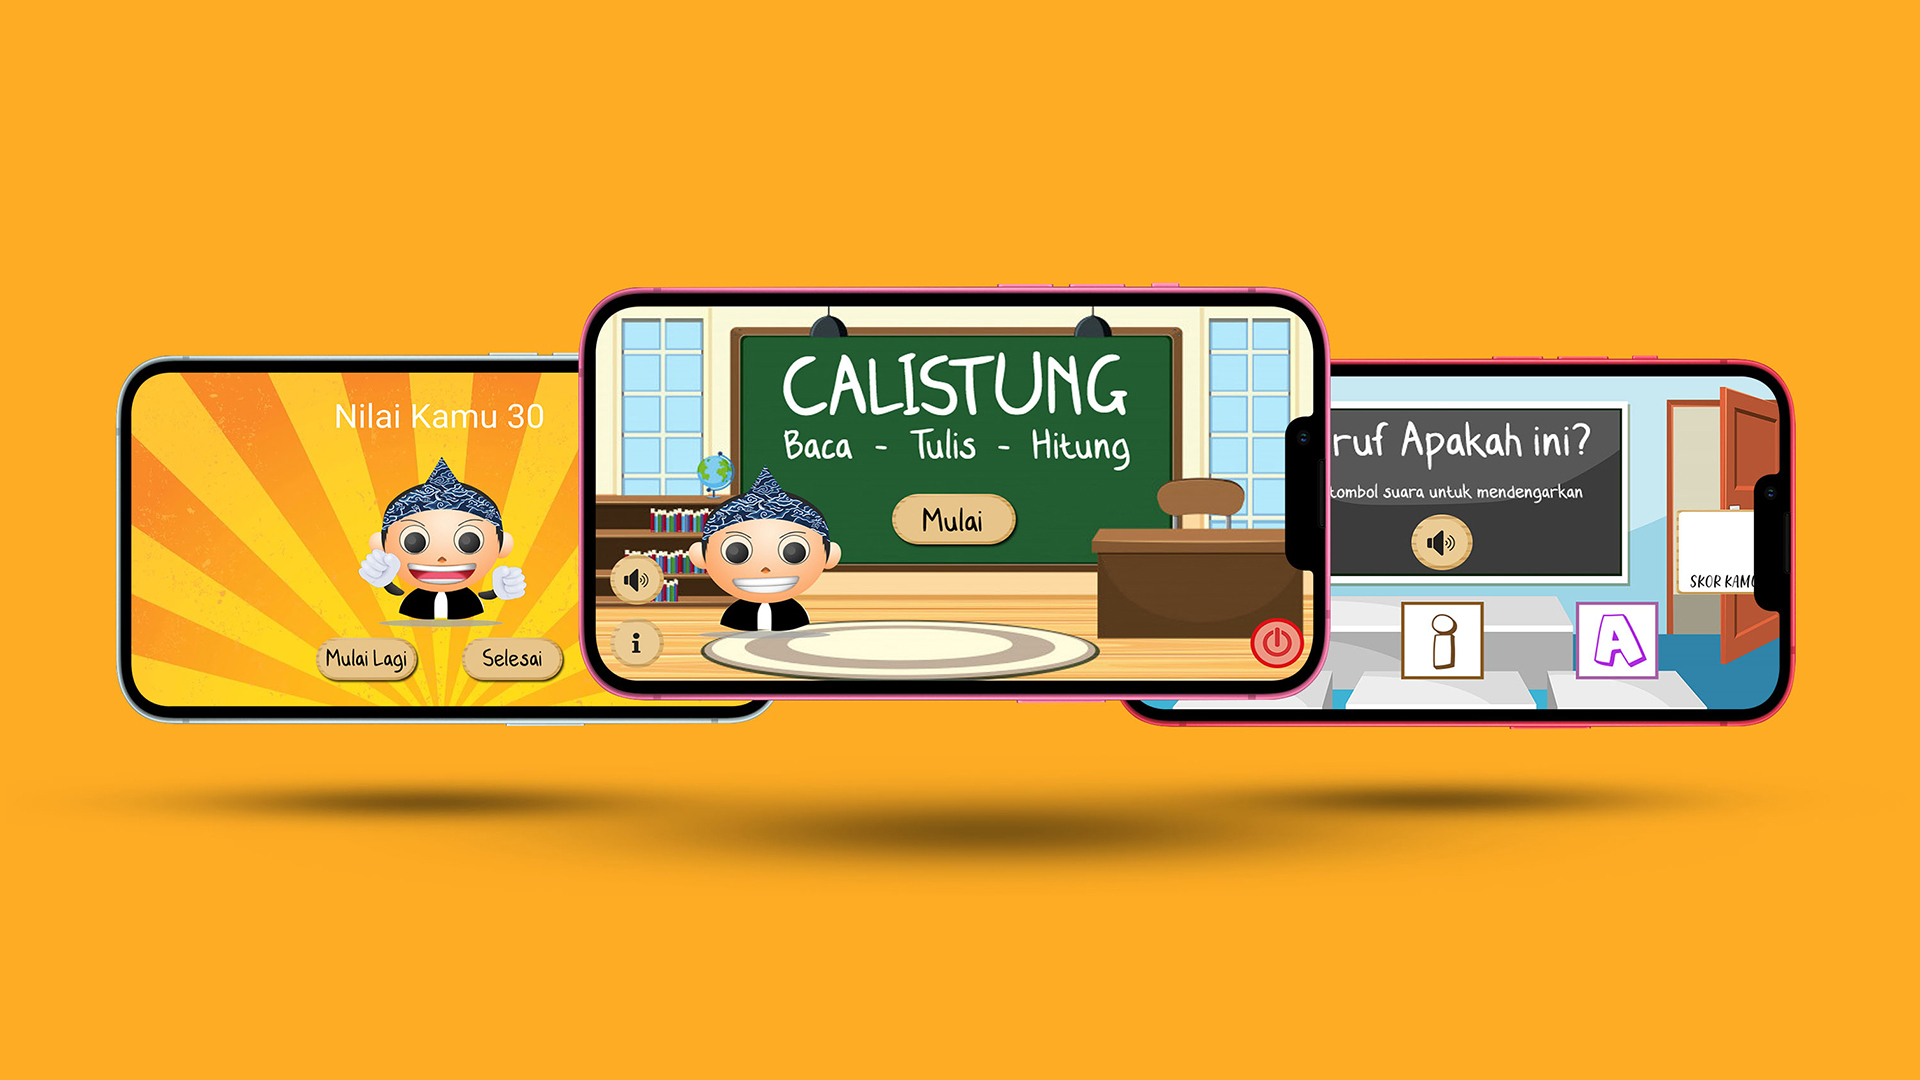 Nilai Kamu 30
Mulai Lagi
Selesai
CALISTUNG
Baca - Tulis - Hitung
Mulai
i
ruf Apakah ini?
tombol suara untuk mendengarkan
SKOR KAMU
i
A